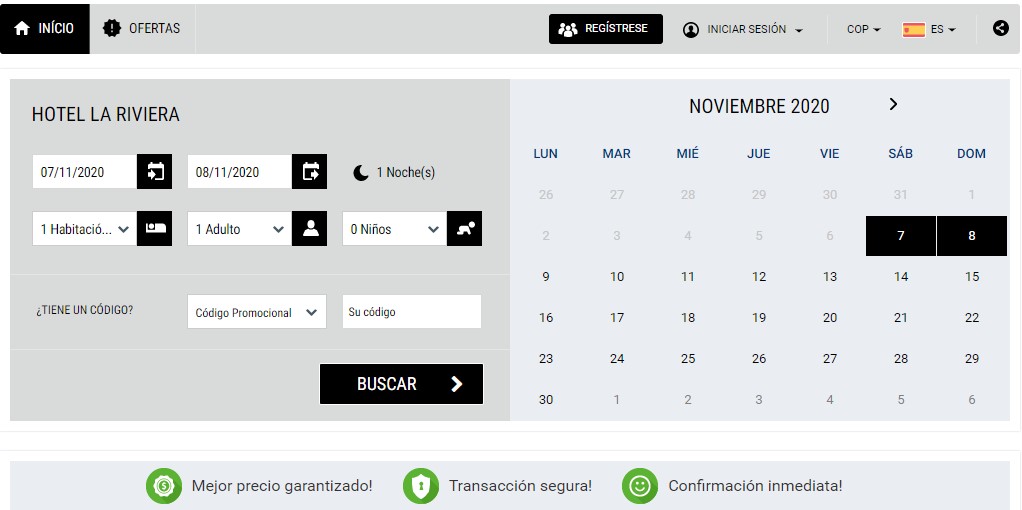 INÍCIO
OFERTAS
REGÍSTRESE
INICIAR SESIÓN
COP
ES
HOTEL LA RIVIERA
07/11/2020
08/11/2020
1 Noche(s)
1 Habitació...
1 Adulto
0 Niños
¿TIENE UN CÓDIGO?
Código Promocional
Su código
BUSCAR
NOVIEMBRE 2020
LUN MAR MIÉ JUE VIE SÁB DOM
26 27 28 29 30 31 1
2 3 4 5 6 7 8
9 10 11 12 13 14 15
16 17 18 19 20 21 22
23 24 25 26 27 28 29
30 1 2 3 4 5 6
Mejor precio garantizado!
Transacción segura!
Confirmación inmediata!